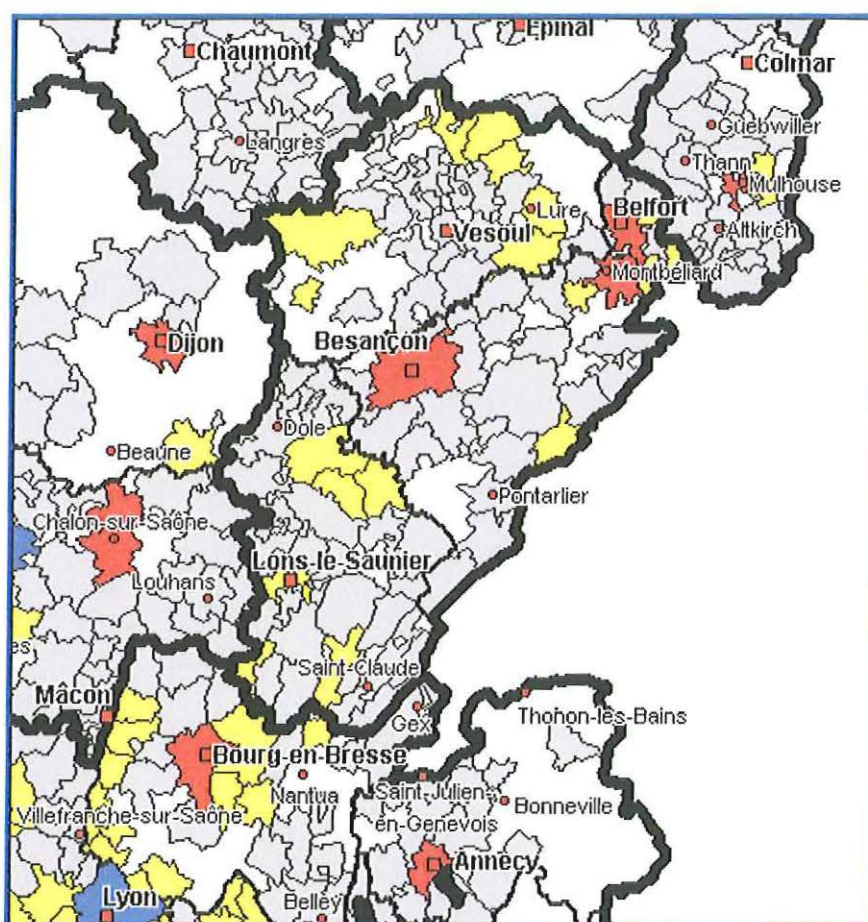 Épinal
Chaumont
Colmar
Guebwiller
Langres
Thann
Mulhouse
Lure
Belfort
Vesoul
Altkirch
Montbéliard
Dijon
Besançon
Dole
Beaune
Pontarlier
Chalon-sur-Saône
Lons-le-Saunier
Louhans
es
Saint-Claude
Mâcon
Gex
Thonon-les-Bains
Bourg-en-Bresse
Nantua
Saint-Julien-
en-Genevois
Bonneville
Villefranche-sur-Saône
Annecy
Lyon
Belley